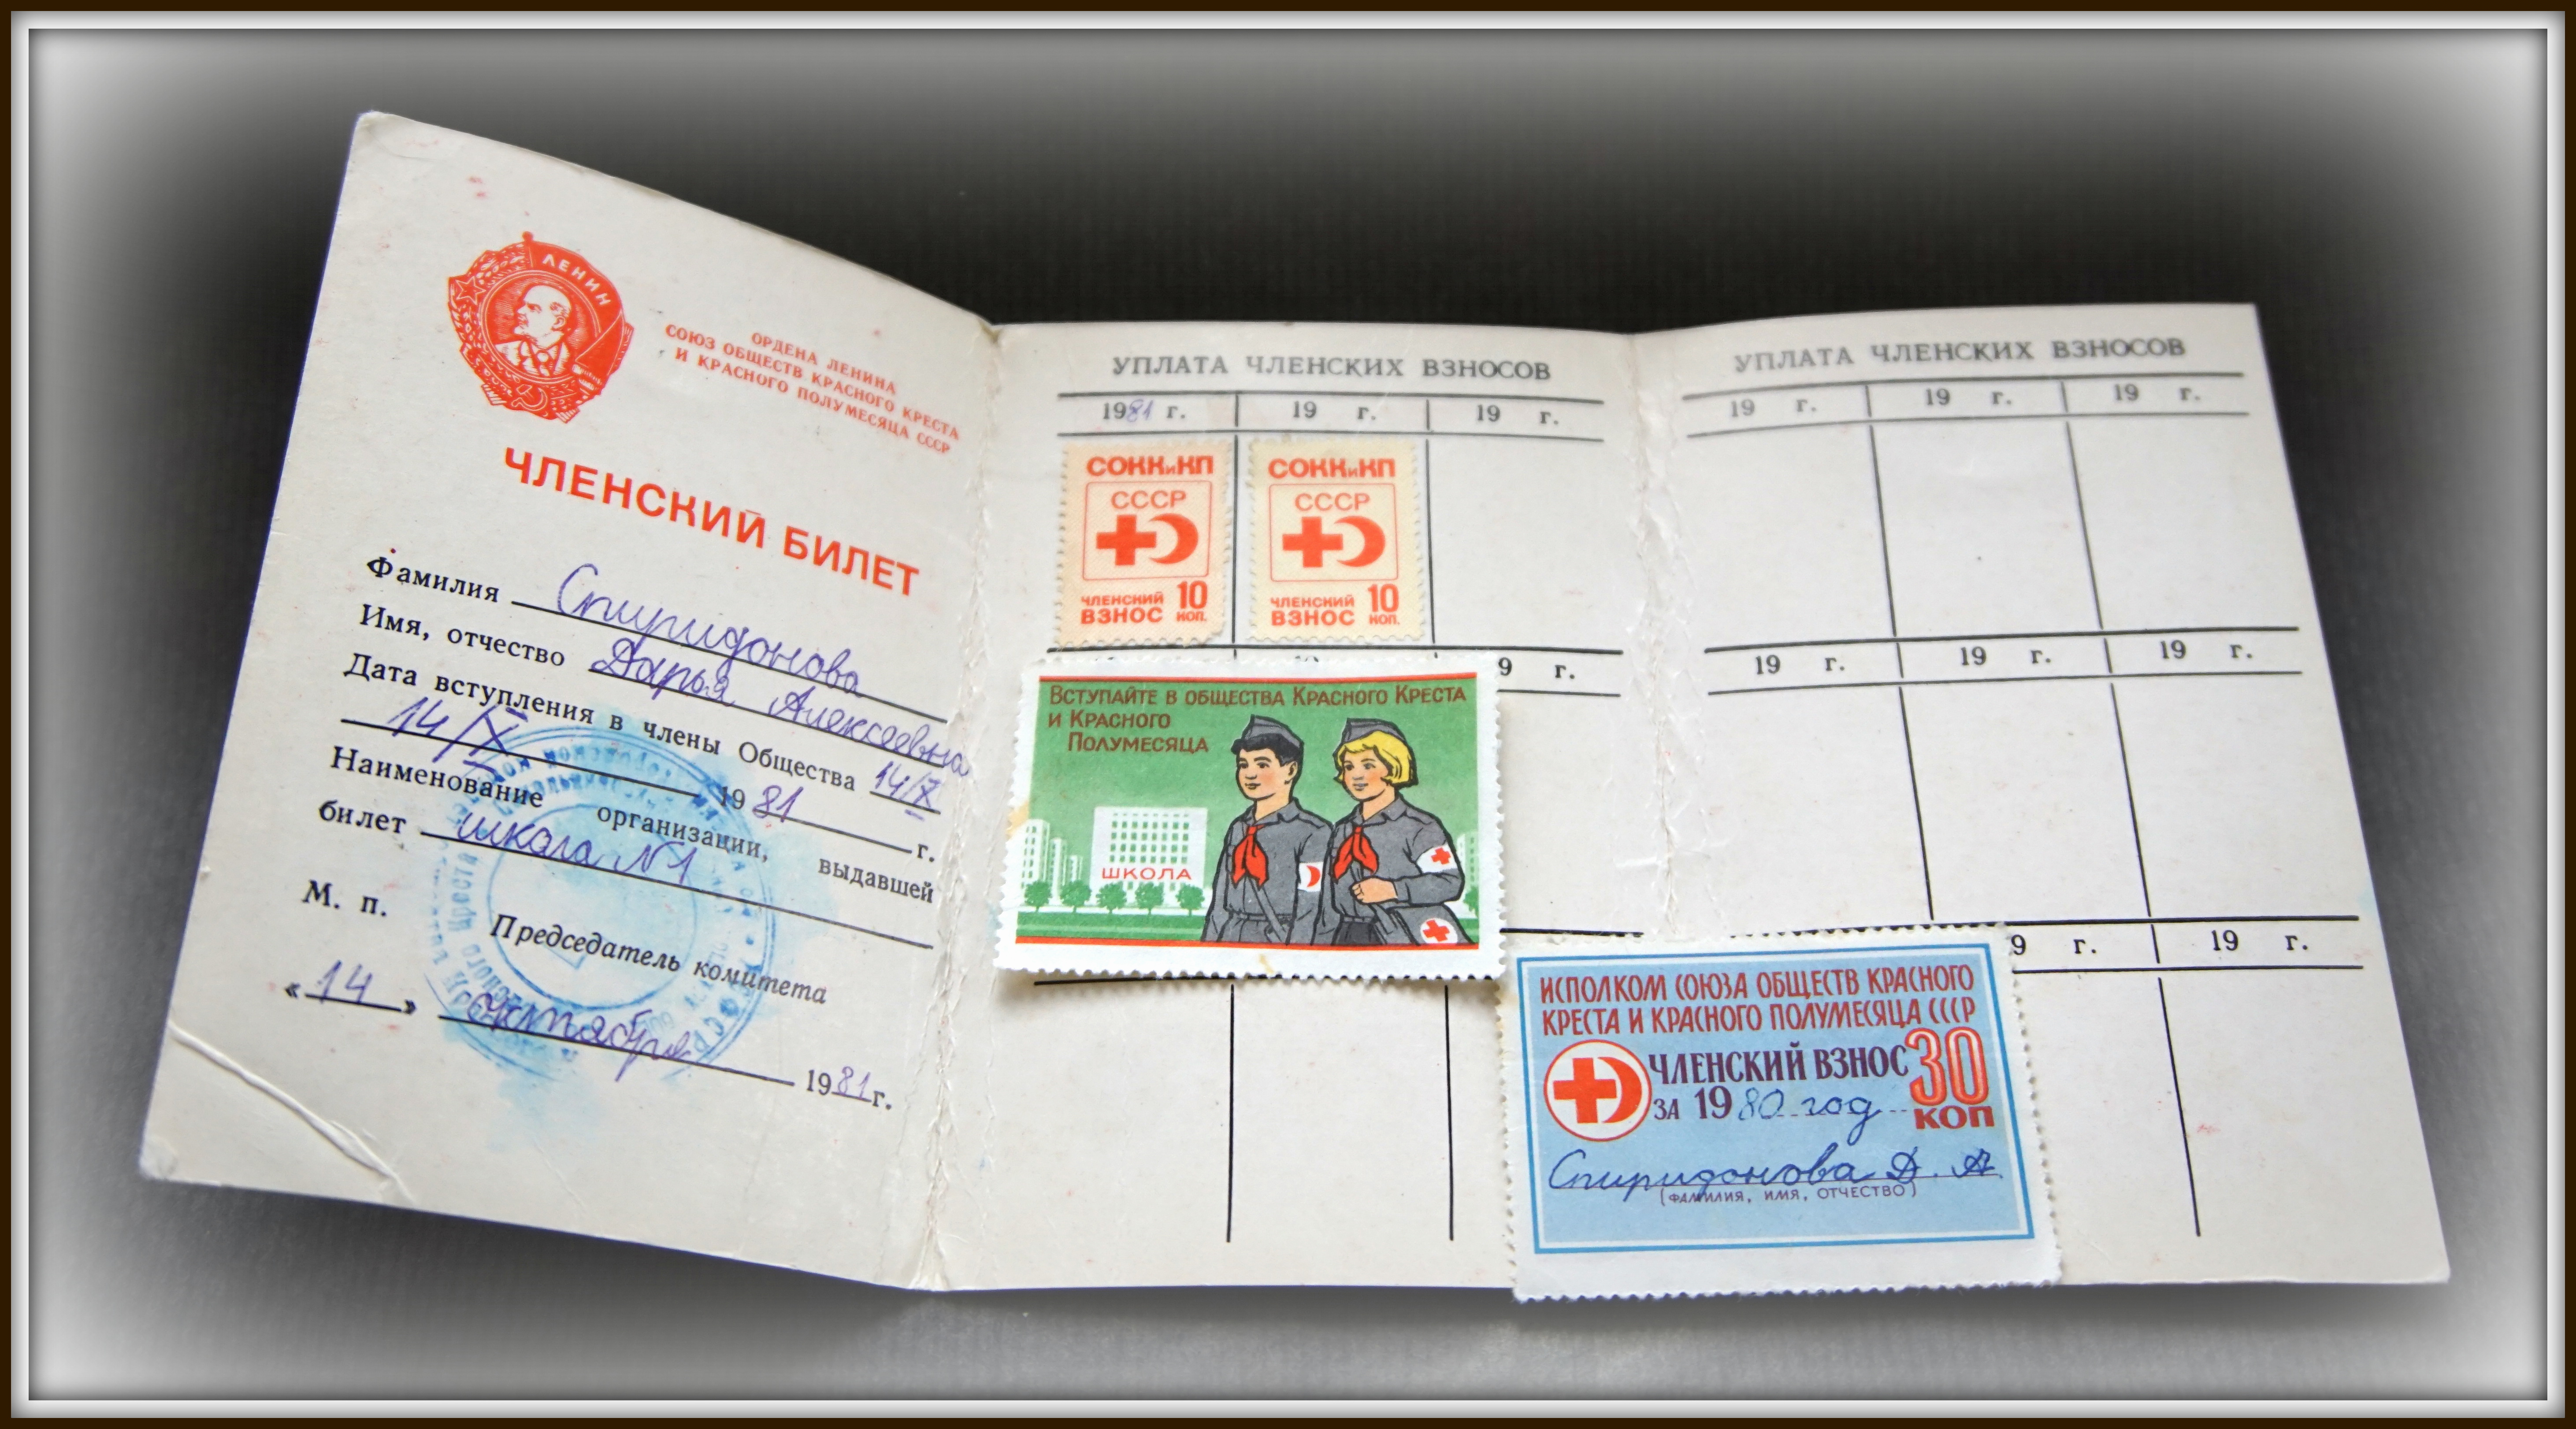 ЛЕНИН
ОРДЕНА ЛЕНИНА
СОЮЗ ОБЩЕСТВ КРАСНОГО КРЕСТА
И КРАСНОГО ПОЛУМЕСЯЦА СССР
ЧЛЕНСКИЙ БИЛЕТ
Фамилия Спиридонова
Имя, отчество Дарья Алексеевна
Дата вступления в члены Общества 14/X
14/X 1981 г.
Наименование организации, выдавшей
билет школа N1
М. п.
Председатель комитета
«14» Октября 1981 г.
УПЛАТА ЧЛЕНСКИХ ВЗНОСОВ
1981 г. 19 г. 19 г.
СОКК и КП
СССР
ЧЛЕНСКИЙ 10
ВЗНОС КОП.
СОКК и КП
СССР
ЧЛЕНСКИЙ 10
ВЗНОС КОП.
9 г.
ВСТУПАЙТЕ В ОБЩЕСТВА КРАСНОГО КРЕСТА
И КРАСНОГО
ПОЛУМЕСЯЦА
ШКОЛА
УПЛАТА ЧЛЕНСКИХ ВЗНОСОВ
19 г. 19 г. 19 г.
19 г. 19 г. 19 г.
9 г. 19 г.
ИСПОЛКОМ СОЮЗА ОБЩЕСТВ КРАСНОГО
КРЕСТА И КРАСНОГО ПОЛУМЕСЯЦА СССР
ЧЛЕНСКИЙ ВЗНОС 30
ЗА 1980 год КОП
Спиридонова Д. А.
(ФАМИЛИЯ, ИМЯ, ОТЧЕСТВО)